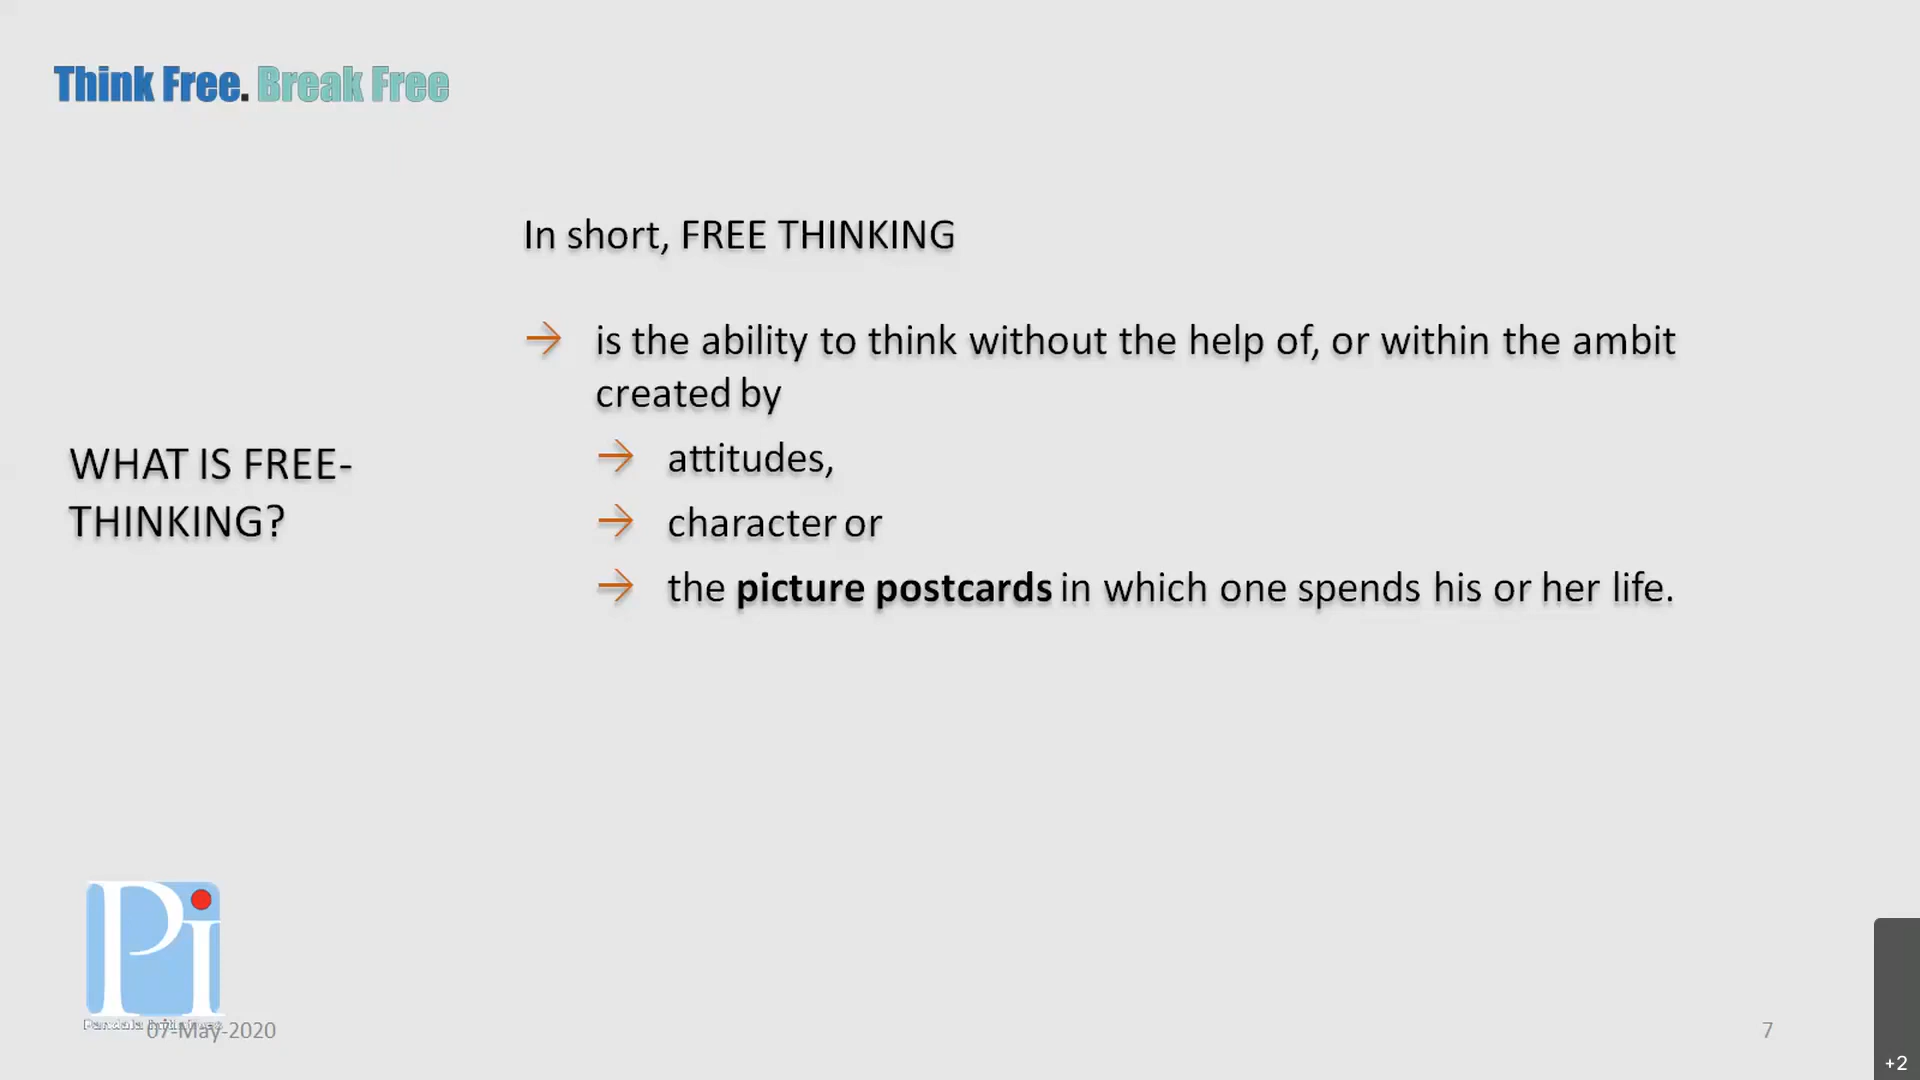 Think Free. Break Free
In short, FREE THINKING
→ is the ability to think without the help of, or within the ambit
created by
→ attitudes,
→ character or
→ the picture postcards in which one spends his or her life.
WHAT IS FREE-
THINKING?
Pi
07-May-2020
7
+2